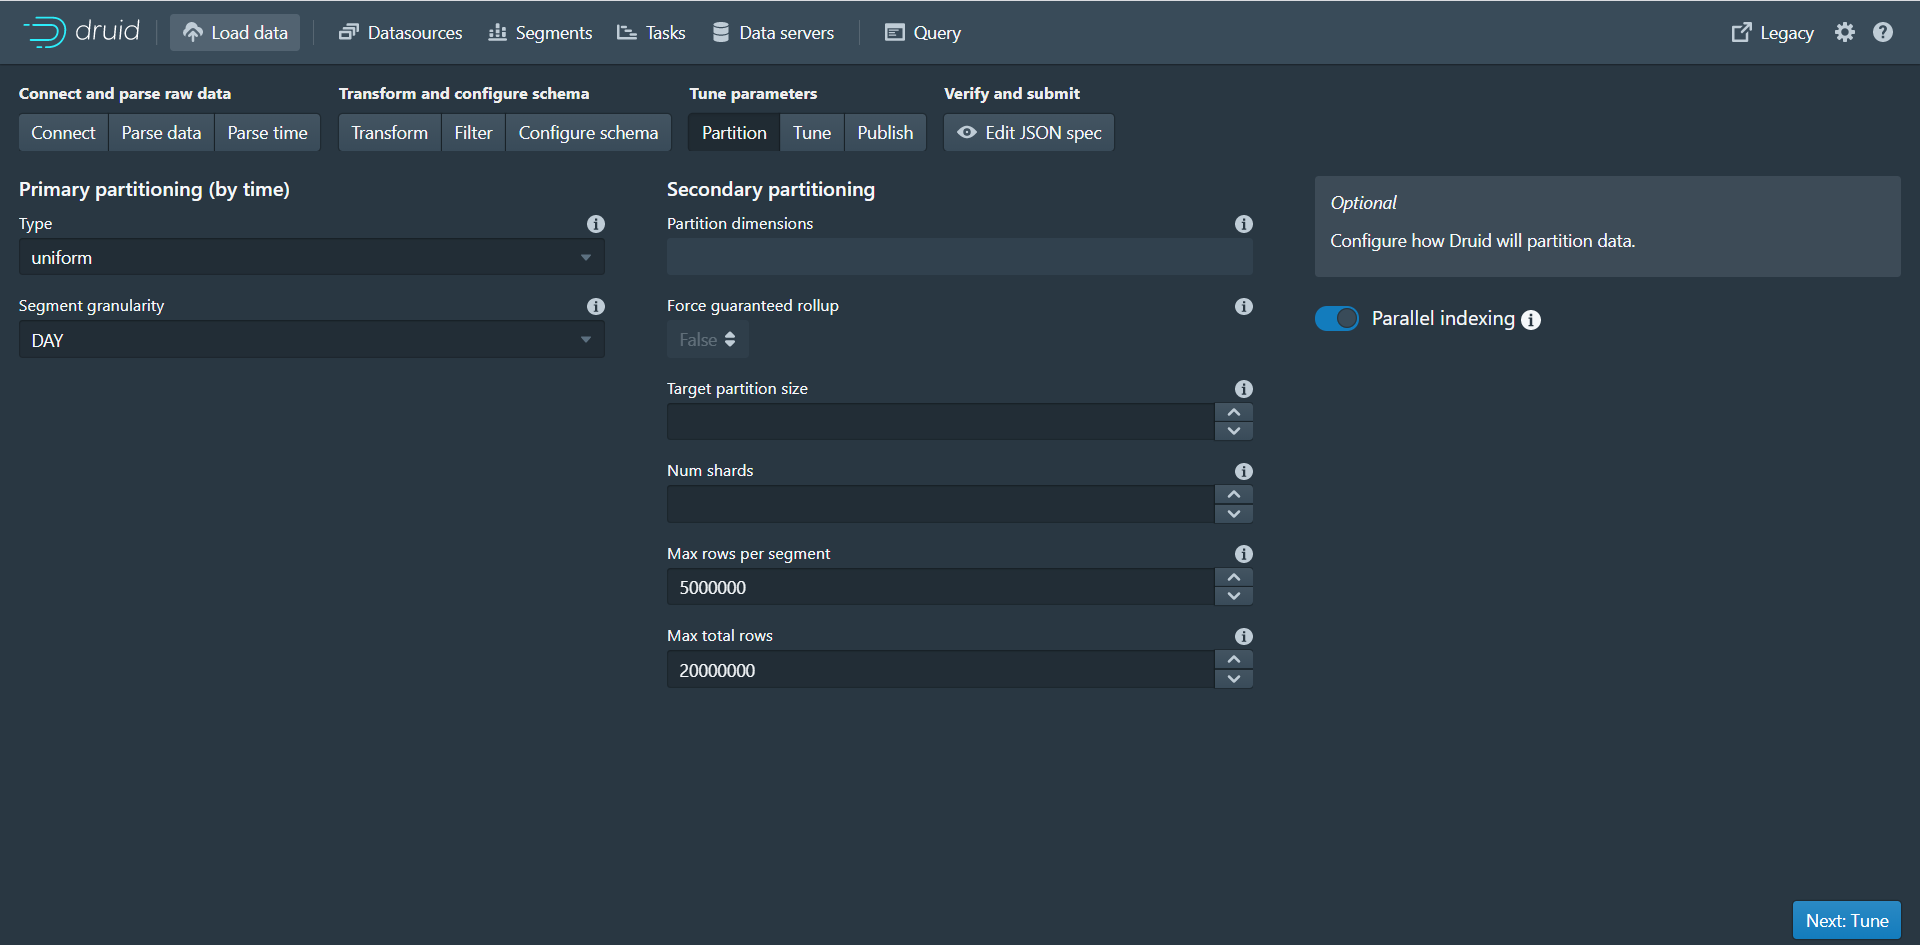 druid
Load data
Datasources
Segments
Tasks
Data servers
Query
Legacy
Connect and parse raw data
Connect
Parse data
Parse time
Transform and configure schema
Transform
Filter
Configure schema
Tune parameters
Partition
Tune
Publish
Verify and submit
Edit JSON spec
Primary partitioning (by time)
Type
uniform
Segment granularity
DAY
Secondary partitioning
Partition dimensions
Force guaranteed rollup
False
Target partition size
Num shards
Max rows per segment
5000000
Max total rows
20000000
Optional
Configure how Druid will partition data.
Parallel indexing
Next: Tune